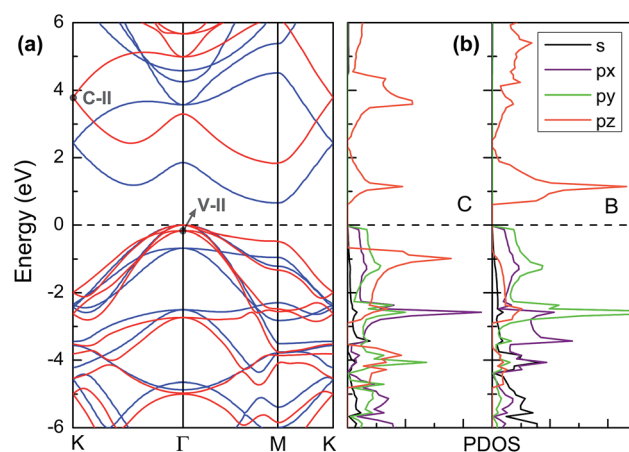 (a)
(b)
6
4
2
0
-2
-4
-6
Energy (eV)
C-II
V-II
K
Γ
M
K
s
px
py
pz
C
B
PDOS